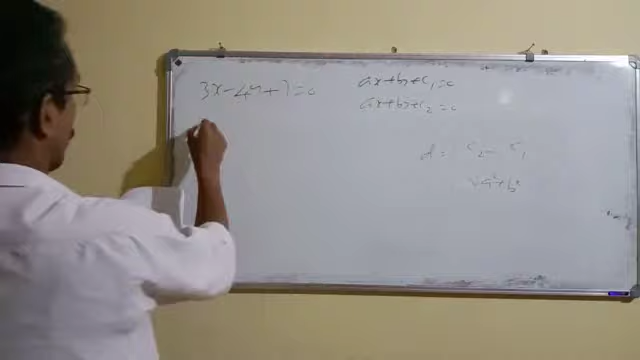 3x-4y+7=0
ax+by+c₁=0
ax+by+c₂=0
d = c₂-c₁
√a²+b²